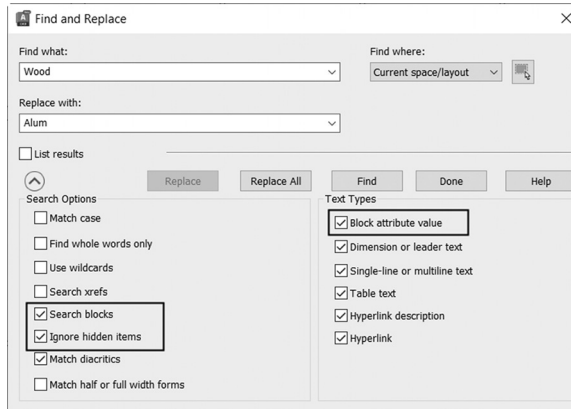 Find and Replace
Find what:
Find where:
Wood
Current space/layout
Replace with:
Alum
List results
Replace
Replace All
Find
Done
Help
Search Options
Match case
Find whole words only
Use wildcards
Search xrefs
Search blocks
Ignore hidden items
Match diacritics
Match half or full width forms
Text Types
Block attribute value
Dimension or leader text
Single-line or multiline text
Table text
Hyperlink description
Hyperlink